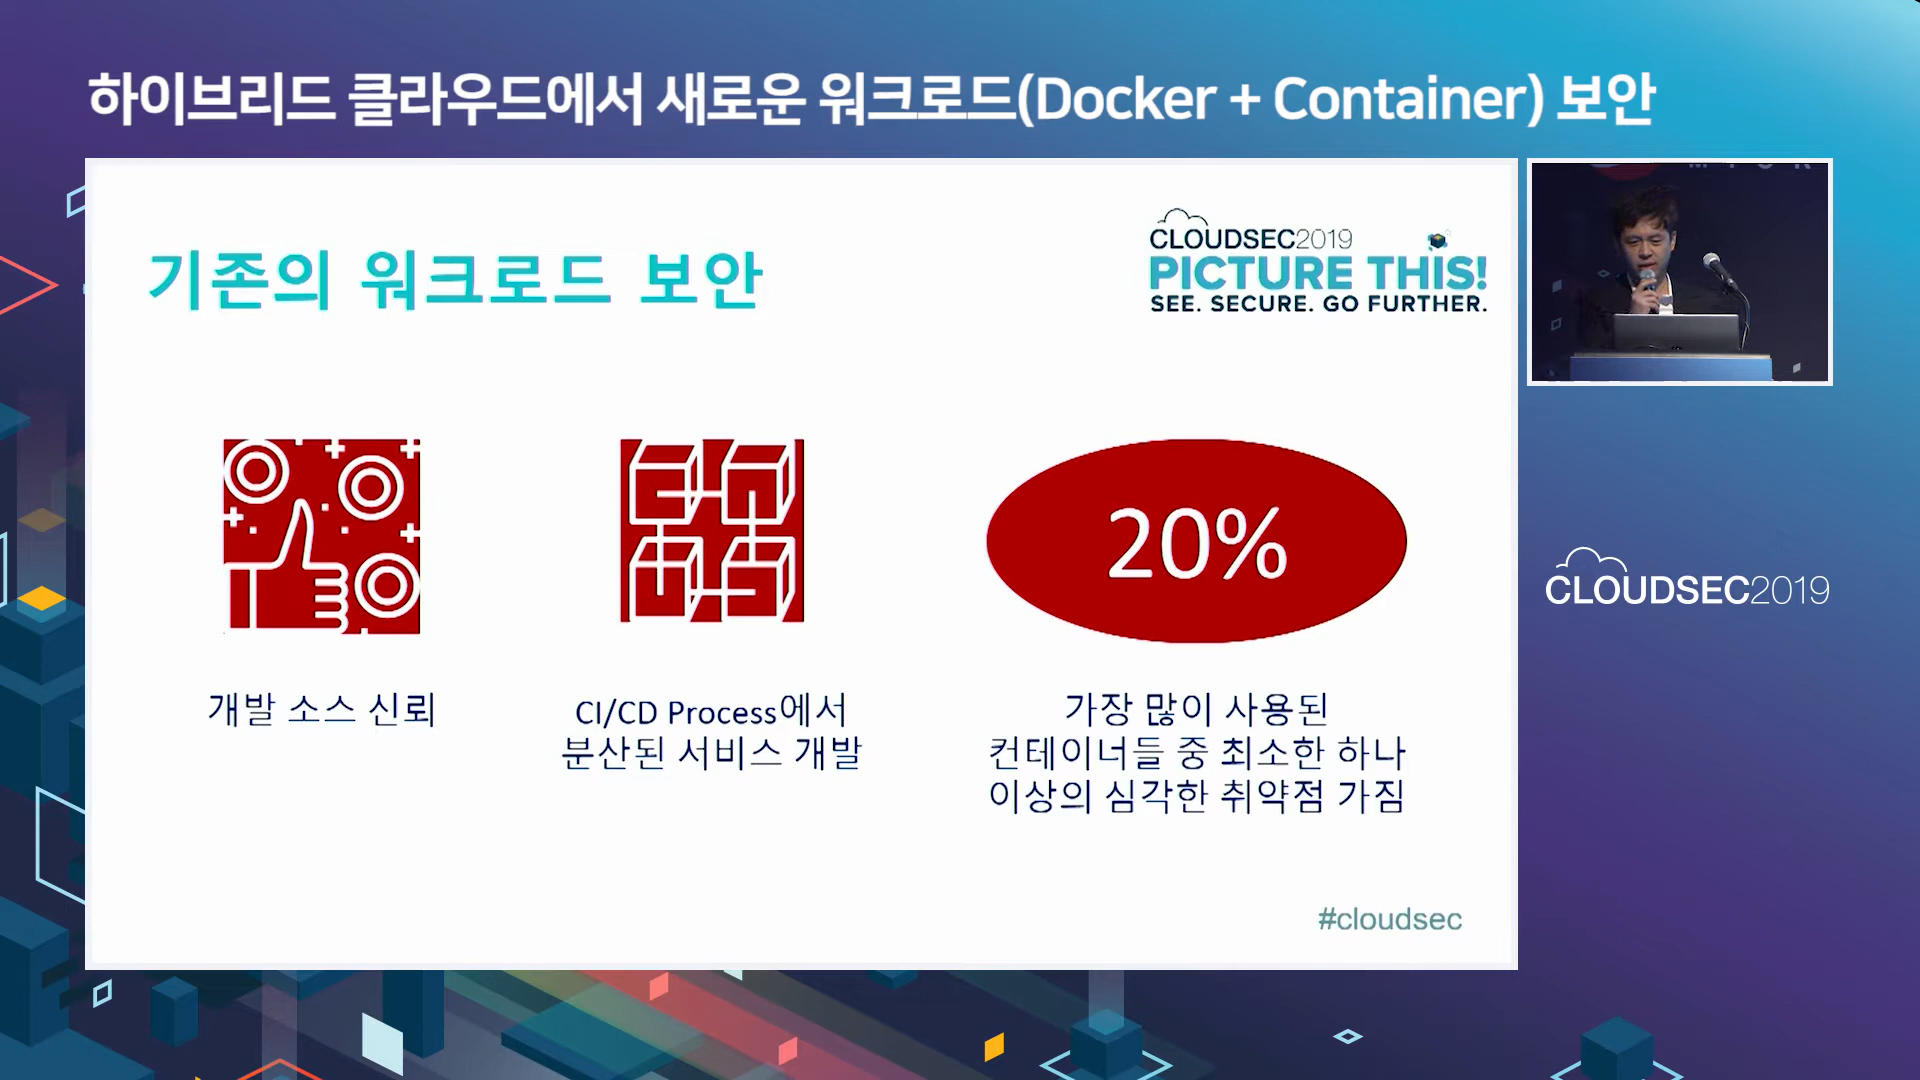 하이브리드 클라우드에서 새로운 워크로드(Docker + Container) 보안
기존의 워크로드 보안
CLOUDSEC2019
PICTURE THIS!
SEE. SECURE. GO FURTHER.
20%
개발 소스 신뢰
CI/CD Process에서
분산된 서비스 개발
가장 많이 사용된
컨테이너들 중 최소한 하나
이상의 심각한 취약점 가짐
#cloudsec
CLOUDSEC2019